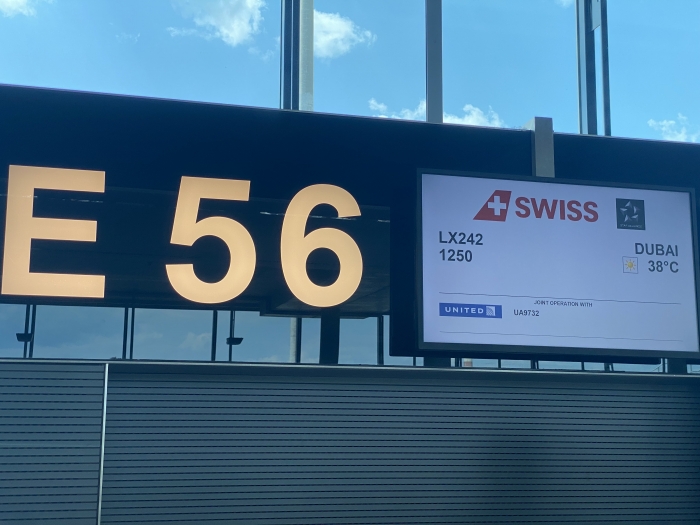 E 56
SWISS
LX242
1250
DUBAI
38°C
JOINT OPERATION WITH
UNITED UA9732